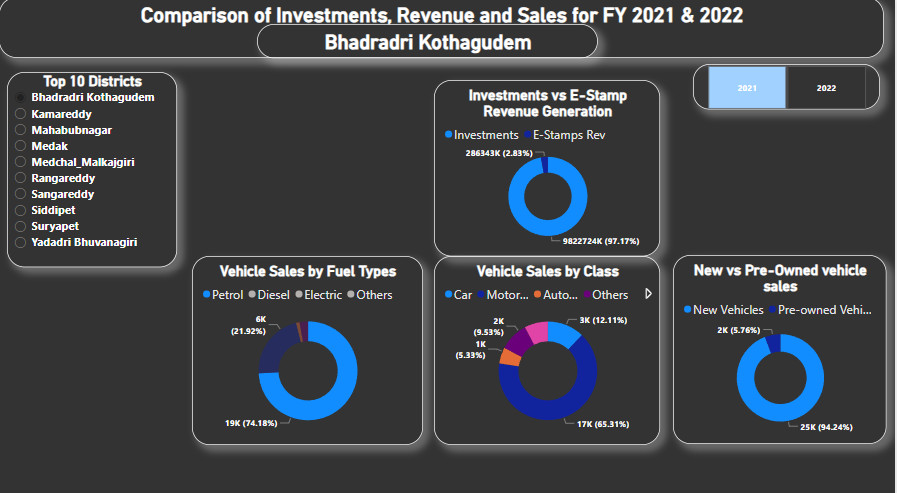 Comparison of Investments, Revenue and Sales for FY 2021 & 2022
Bhadradri Kothagudem
Top 10 Districts
Bhadradri Kothagudem
Kamareddy
Mahabubnagar
Medak
Medchal_Malkajgiri
Rangareddy
Sangareddy
Siddipet
Suryapet
Yadadri Bhuvanagiri
Investments vs E-Stamp
Revenue Generation
Investments E-Stamps Rev
286343K (2.83%)
9822724K (97.17%)
2021 2022
Vehicle Sales by Fuel Types
Petrol Diesel Electric Others
6K
(21.92%)
19K (74.18%)
Vehicle Sales by Class
Car Motor... Auto... Others
2K
(9.53%)
1K
(5.33%)
3K (12.11%)
17K (65.31%)
New vs Pre-Owned vehicle
sales
New Vehicles Pre-owned Vehi...
2K (5.76%)
25K (94.24%)